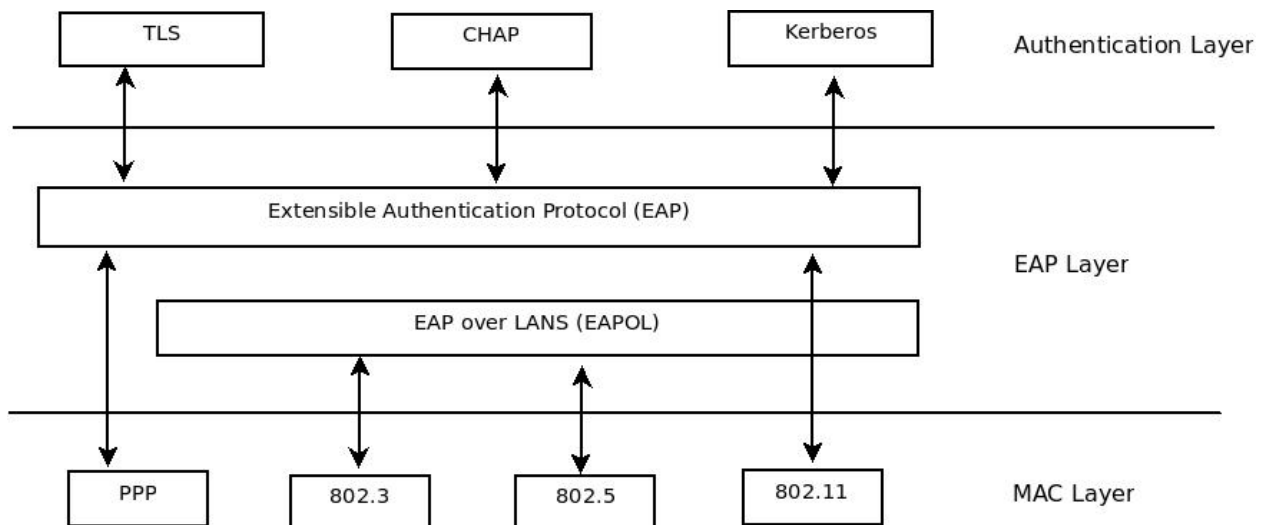 TLS
CHAP
Kerberos
Authentication Layer
Extensible Authentication Protocol (EAP)
EAP Layer
EAP over LANS (EAPOL)
PPP
802.3
802.5
802.11
MAC Layer